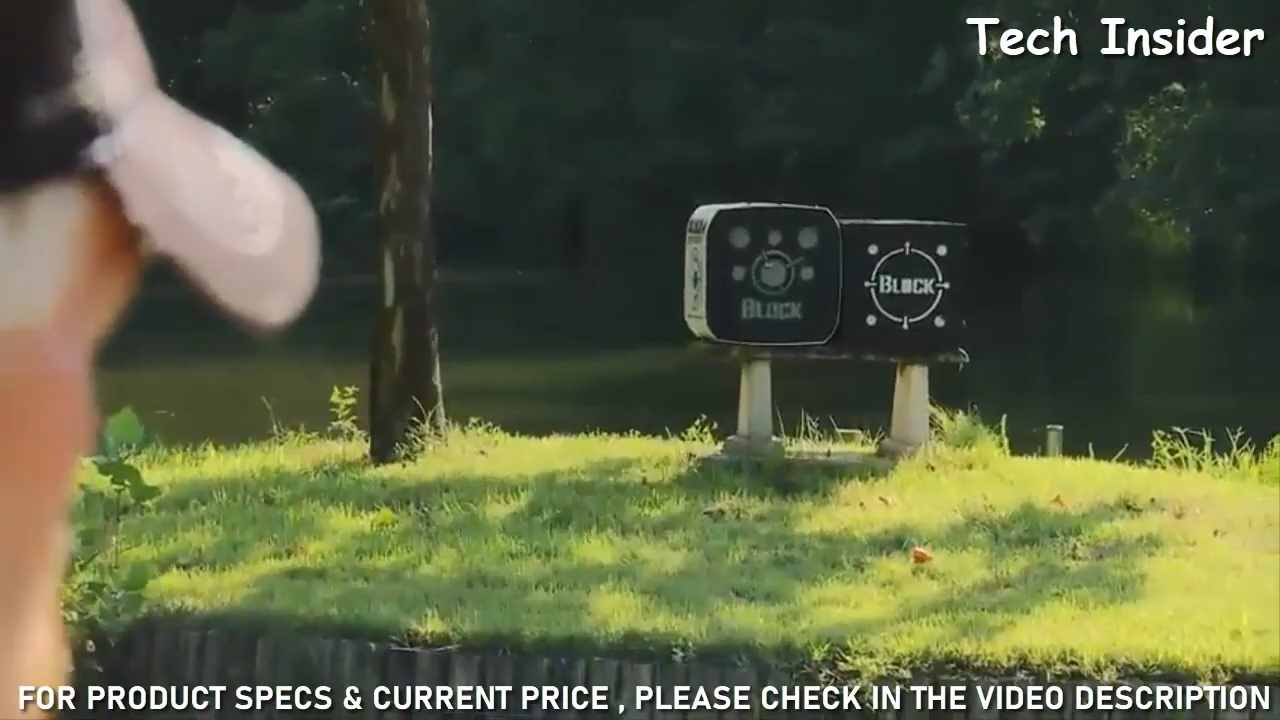 Tech Insider
BLOCK
BLOCK
FOR PRODUCT SPECS & CURRENT PRICE , PLEASE CHECK IN THE VIDEO DESCRIPTION